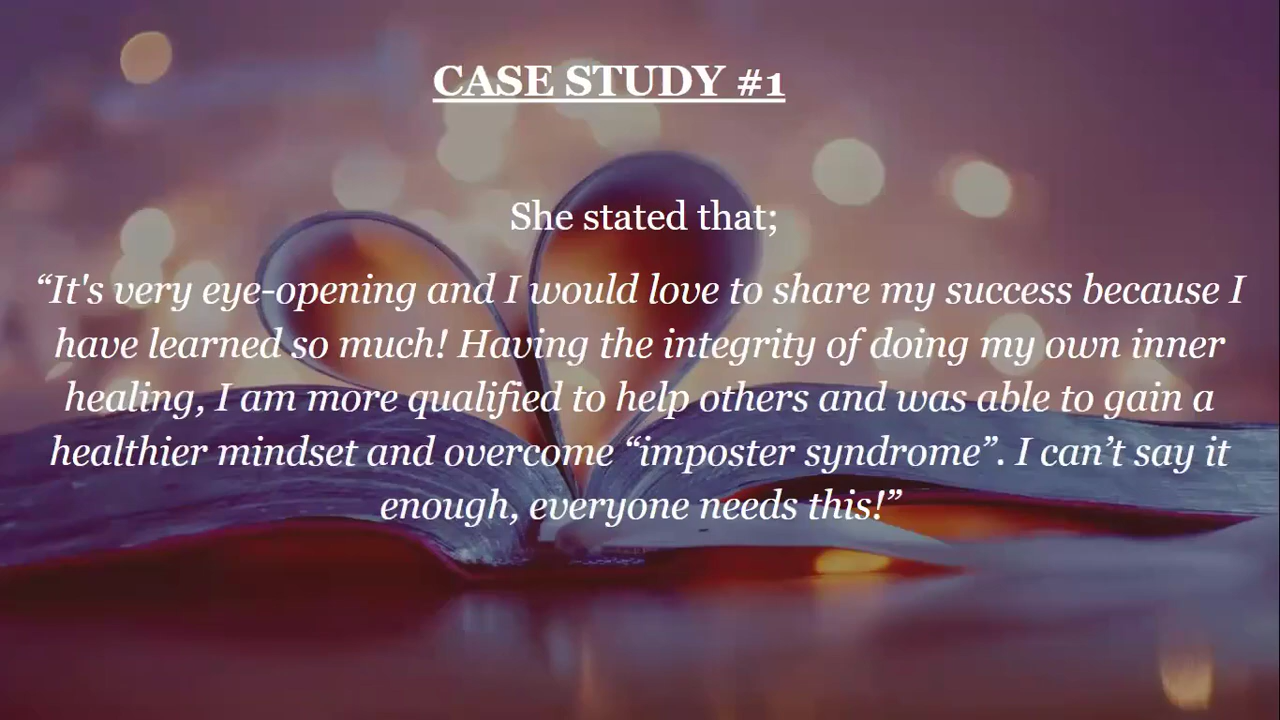 CASE STUDY #1
She stated that;
“It's very eye-opening and I would love to share my success because I
have learned so much! Having the integrity of doing my own inner
healing, I am more qualified to help others and was able to gain a
healthier mindset and overcome “imposter syndrome”. I can’t say it
enough, everyone needs this!”